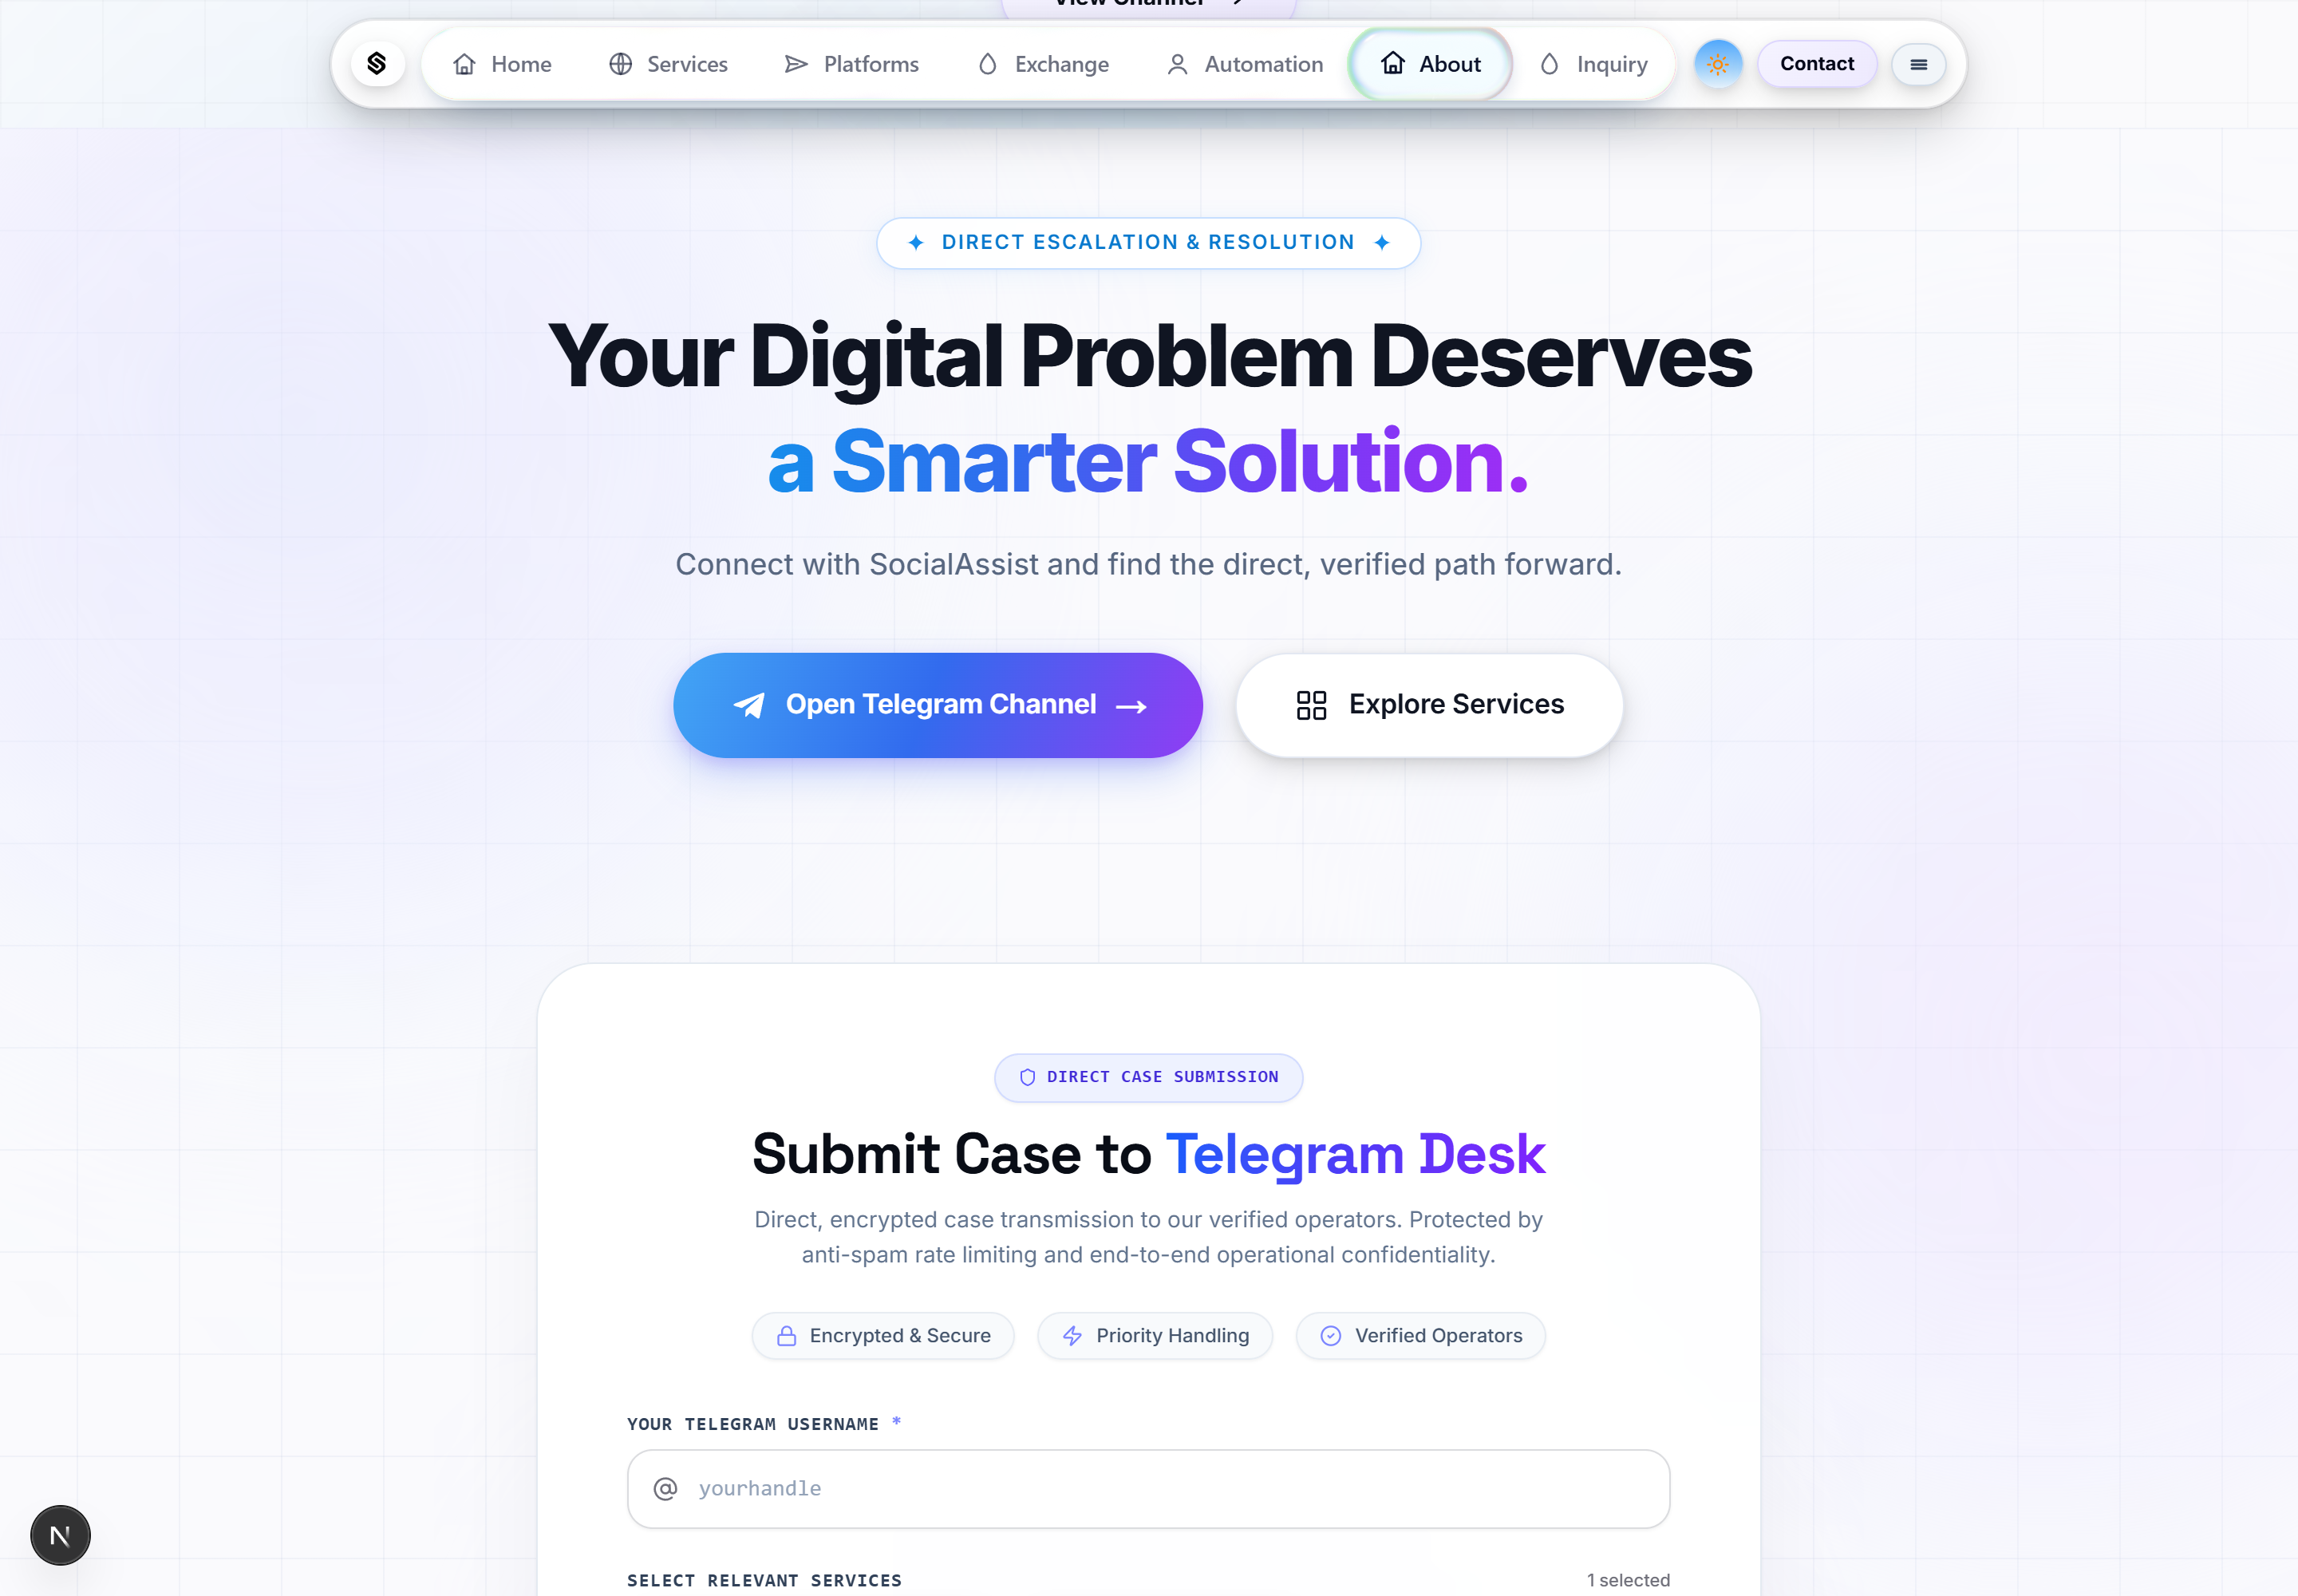 View Channel →
Home
Services
Platforms
Exchange
Automation
About
Inquiry
Contact
✦ DIRECT ESCALATION & RESOLUTION ✦
Your Digital Problem Deserves
a Smarter Solution.
Connect with SocialAssist and find the direct, verified path forward.
Open Telegram Channel →
Explore Services
DIRECT CASE SUBMISSION
Submit Case to Telegram Desk
Direct, encrypted case transmission to our verified operators. Protected by
anti-spam rate limiting and end-to-end operational confidentiality.
Encrypted & Secure
Priority Handling
Verified Operators
YOUR TELEGRAM USERNAME *
@ yourhandle
SELECT RELEVANT SERVICES
1 selected
N